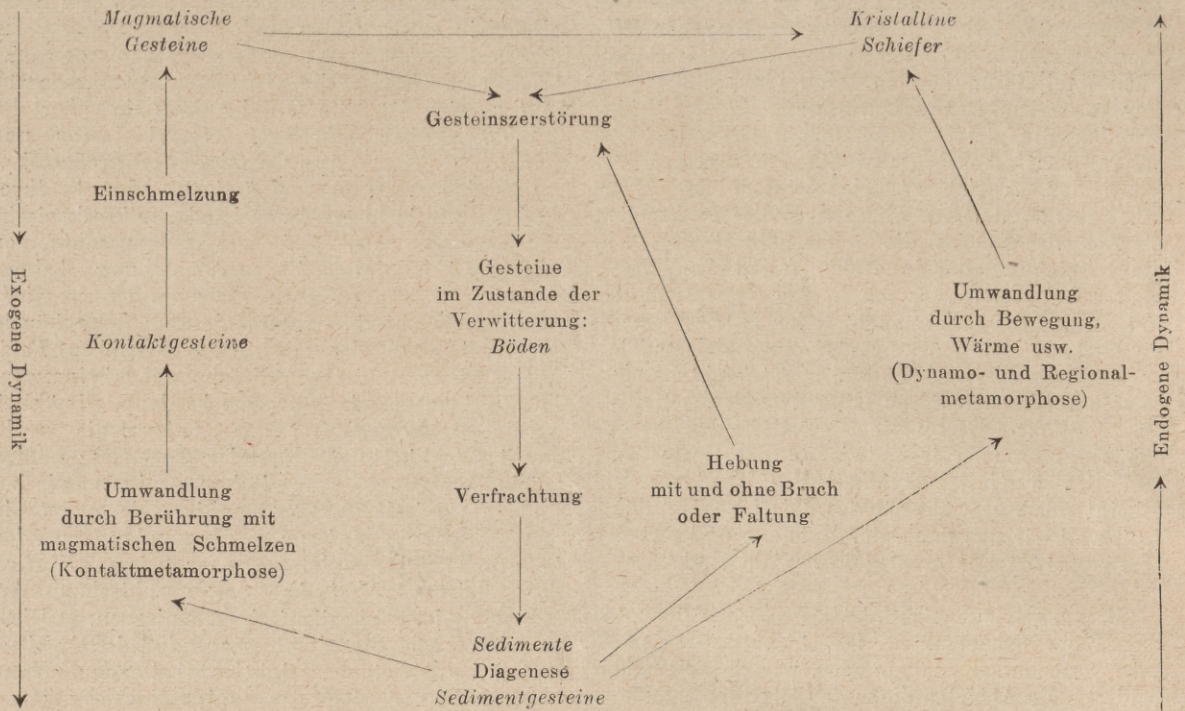 Magmatische
Gesteine
Kristalline
Schiefer
Gesteinszerstörung
Einschmelzung
Gesteine
im Zustande der
Verwitterung:
Böden
Kontaktgesteine
Umwandlung
durch Bewegung,
Wärme usw.
(Dynamo- und Regional-
metamorphose)
Exogene Dynamik
Endogene Dynamik
Umwandlung
durch Berührung mit
magmatischen Schmelzen
(Kontaktmetamorphose)
Verfrachtung
Hebung
mit und ohne Bruch
oder Faltung
Sedimente
Diagenese
Sedimentgesteine